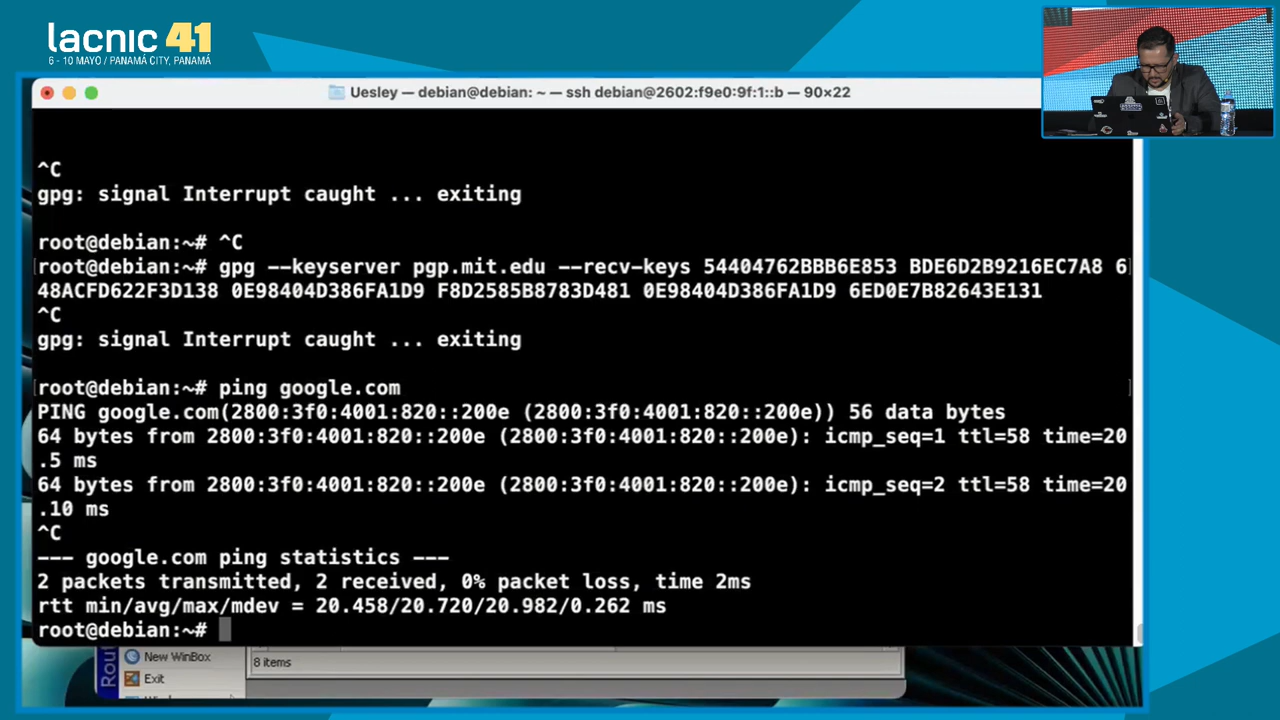 lacnic 41
6 - 10 MAYO / PANAMÁ CITY, PANAMÁ
Uesley — debian@debian: ~ — ssh debian@2602:f9e0:9f:1::b — 90×22
^C
gpg: signal Interrupt caught ... exiting
root@debian:~# ^C
root@debian:~# gpg --keyserver pgp.mit.edu --recv-keys 54404762BBB6E853 BDE6D2B9216EC7A8 6
48ACFD622F3D138 0E98404D386FA1D9 F8D2585B8783D481 0E98404D386FA1D9 6ED0E7B82643E131
^C
gpg: signal Interrupt caught ... exiting
root@debian:~# ping google.com
PING google.com(2800:3f0:4001:820::200e (2800:3f0:4001:820::200e)) 56 data bytes
64 bytes from 2800:3f0:4001:820::200e (2800:3f0:4001:820::200e): icmp_seq=1 ttl=58 time=20
.5 ms
64 bytes from 2800:3f0:4001:820::200e (2800:3f0:4001:820::200e): icmp_seq=2 ttl=58 time=20
.10 ms
^C
--- google.com ping statistics ---
2 packets transmitted, 2 received, 0% packet loss, time 2ms
rtt min/avg/max/mdev = 20.458/20.720/20.982/0.262 ms
root@debian:~#
Rout
New WinBox
8 items
Exit